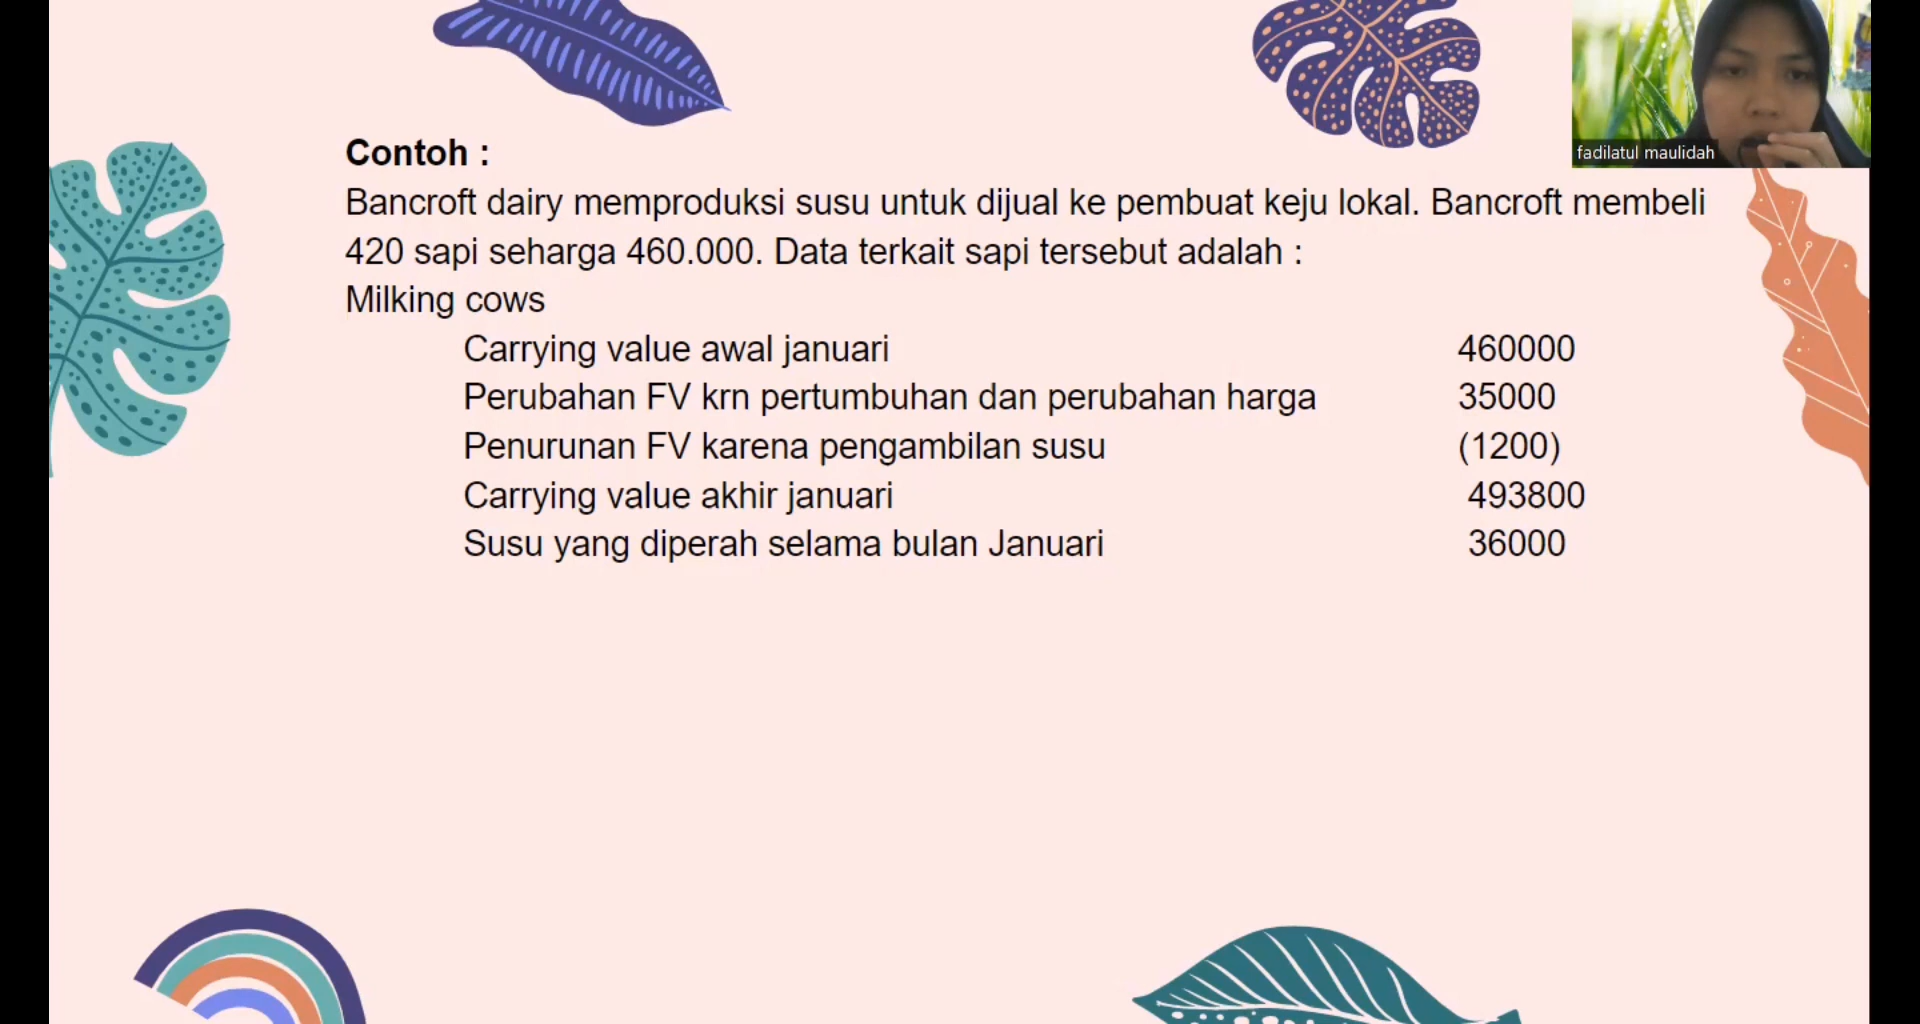 fadilatul maulidah
Contoh :
Bancroft dairy memproduksi susu untuk dijual ke pembuat keju lokal. Bancroft membeli
420 sapi seharga 460.000. Data terkait sapi tersebut adalah :
Milking cows
Carrying value awal januari 460000
Perubahan FV krn pertumbuhan dan perubahan harga 35000
Penurunan FV karena pengambilan susu (1200)
Carrying value akhir januari 493800
Susu yang diperah selama bulan Januari 36000